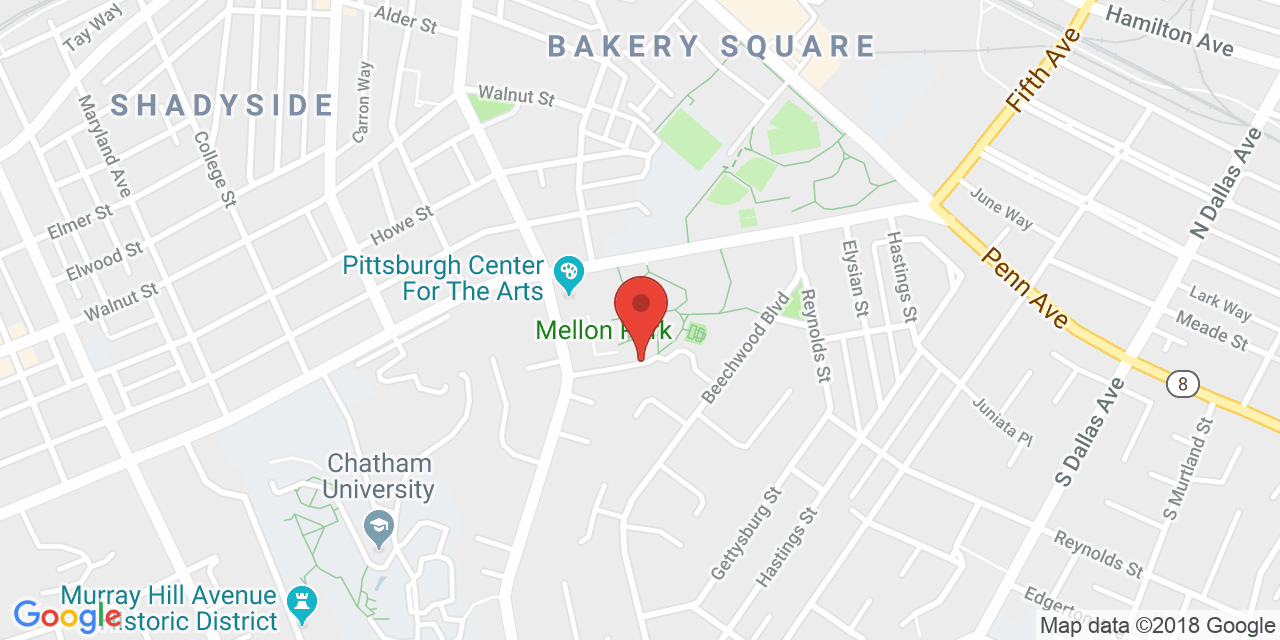 Tay Way
Alder St
BAKERY SQUARE
Hamilton Ave
Fifth Ave
SHADYSIDE
Carron Way
Walnut St
Maryland Ave
College St
N Dallas Ave
June Way
Elmer St
Howe St
Elysian St
Hastings St
Elwood St
Walnut St
Pittsburgh Center
For The Arts
Penn Ave
Lark Way
Meade St
Mellon Park
Reynolds St
Beechwood Blvd
8
Juniata Pl
S Dallas Ave
S Murtland St
Chatham
University
Gettysburg St
Hastings St
Reynolds St
Murray Hill Avenue
Historic District
Google
Map data ©2018 Google